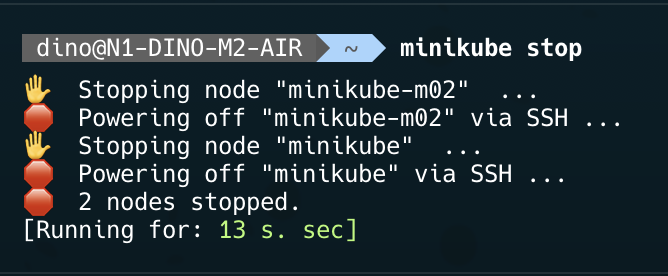 dino@N1-DINO-M2-AIR ~ minikube stop
✋ Stopping node "minikube-m02" ...
🛑 Powering off "minikube-m02" via SSH ...
✋ Stopping node "minikube" ...
🛑 Powering off "minikube" via SSH ...
🛑 2 nodes stopped.
[Running for: 13 s. sec]